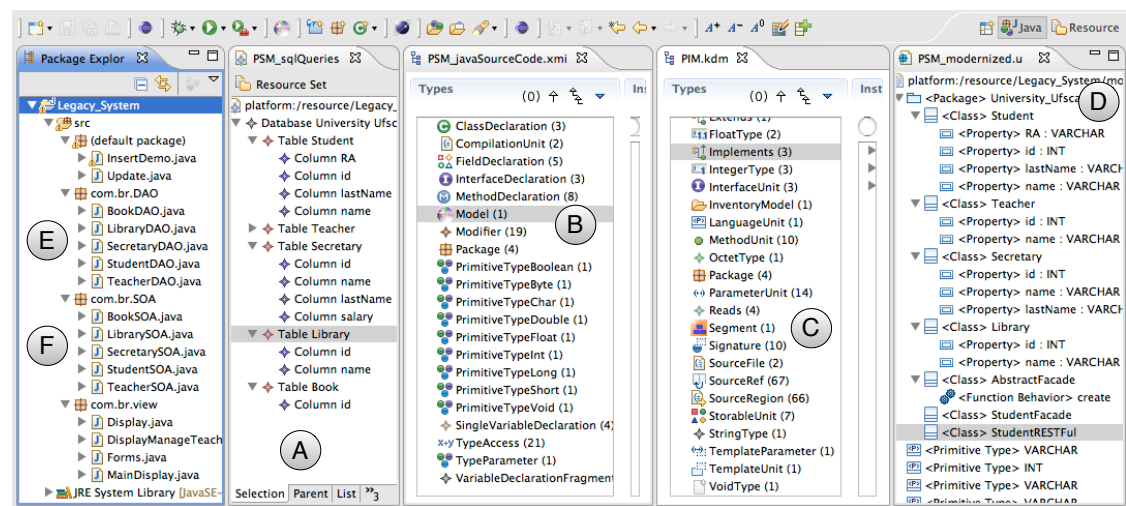 Java
Resource
Package Explor
Legacy_System
src
(default package)
InsertDemo.java
Update.java
com.br.DAO
BookDAO.java
LibraryDAO.java
SecretaryDAO.java
StudentDAO.java
TeacherDAO.java
com.br.SOA
BookSOA.java
LibrarySOA.java
SecretarySOA.java
StudentSOA.java
TeacherSOA.java
com.br.view
Display.java
DisplayManageTeach
Forms.java
MainDisplay.java
JRE System Library [JavaSE-
E
F
PSM_sqlQueries
Resource Set
platform:/resource/Legacy_
Database University Ufsc
Table Student
Column RA
Column id
Column lastName
Column name
Table Teacher
Table Secretary
Column id
Column name
Column lastName
Column salary
Table Library
Column id
Column name
Table Book
Column id
A
Selection Parent List »3
PSM_javaSourceCode.xmi
Types
(0)
In
ClassDeclaration (3)
CompilationUnit (2)
FieldDeclaration (5)
InterfaceDeclaration (3)
MethodDeclaration (8)
Model (1)
Modifier (19)
Package (4)
PrimitiveTypeBoolean (1)
PrimitiveTypeByte (1)
PrimitiveTypeChar (1)
PrimitiveTypeDouble (1)
PrimitiveTypeFloat (1)
PrimitiveTypeInt (1)
PrimitiveTypeLong (1)
PrimitiveTypeShort (1)
PrimitiveTypeVoid (1)
SingleVariableDeclaration (4)
TypeAccess (21)
TypeParameter (1)
VariableDeclarationFragment
B
PIM.kdm
Types
(0)
Inst
Extends (1)
FloatType (2)
Implements (3)
IntegerType (3)
InterfaceUnit (3)
InventoryModel (1)
LanguageUnit (1)
MethodUnit (10)
OctetType (1)
Package (4)
ParameterUnit (14)
Reads (4)
Segment (1)
Signature (10)
SourceFile (2)
SourceRef (67)
SourceRegion (66)
StorableUnit (7)
StringType (1)
TemplateParameter (1)
TemplateUnit (1)
VoidType (1)
C
PSM_modernized.u
platform:/resource/Legacy_System/mo
<Package> University_Ufsca
<Class> Student
<Property> RA : VARCHAR
<Property> id : INT
<Property> lastName : VARCH
<Property> name : VARCHAR
<Class> Teacher
<Property> id : INT
<Property> name : VARCHAR
<Class> Secretary
<Property> id : INT
<Property> name : VARCHAR
<Property> lastName : VARCH
<Class> Library
<Property> id : INT
<Property> name : VARCHAR
<Class> AbstractFacade
<Function Behavior> create
<Class> StudentFacade
<Class> StudentRESTFul
<Primitive Type> VARCHAR
<Primitive Type> INT
<Primitive Type> VARCHAR
<Primitive Type> VARCHAR
D